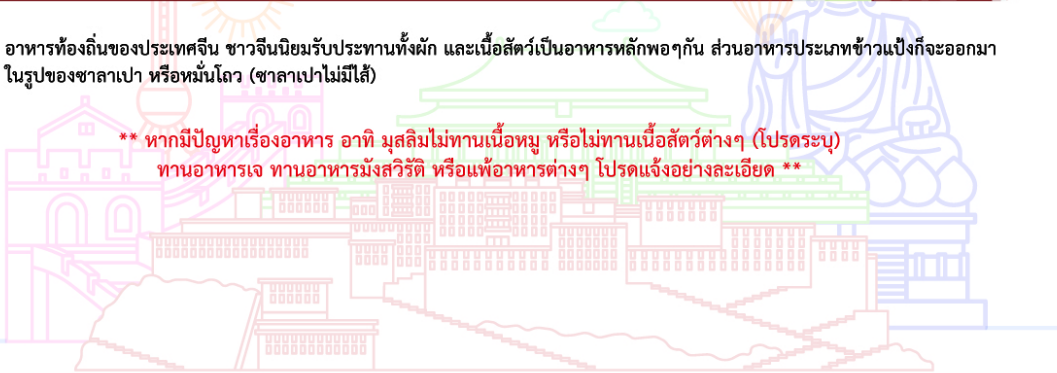 อาหารท้องถิ่นของประเทศจีน ชาวจีนนิยมรับประทานทั้งผัก และเนื้อสัตว์เป็นอาหารหลักพอๆกัน ส่วนอาหารประเภทข้าวแป้งก็จะออกมา
ในรูปของซาลาเปา หรือหมั่นโถว (ซาลาเปาไม่มีไส้)
** หากมีปัญหาเรื่องอาหาร อาทิ มุสลิมไม่ทานเนื้อหมู หรือไม่ทานเนื้อสัตว์ต่างๆ (โปรดระบุ)
ทานอาหารเจ ทานอาหารมังสวิรัติ หรือแพ้อาหารต่างๆ โปรดแจ้งอย่างละเอียด **